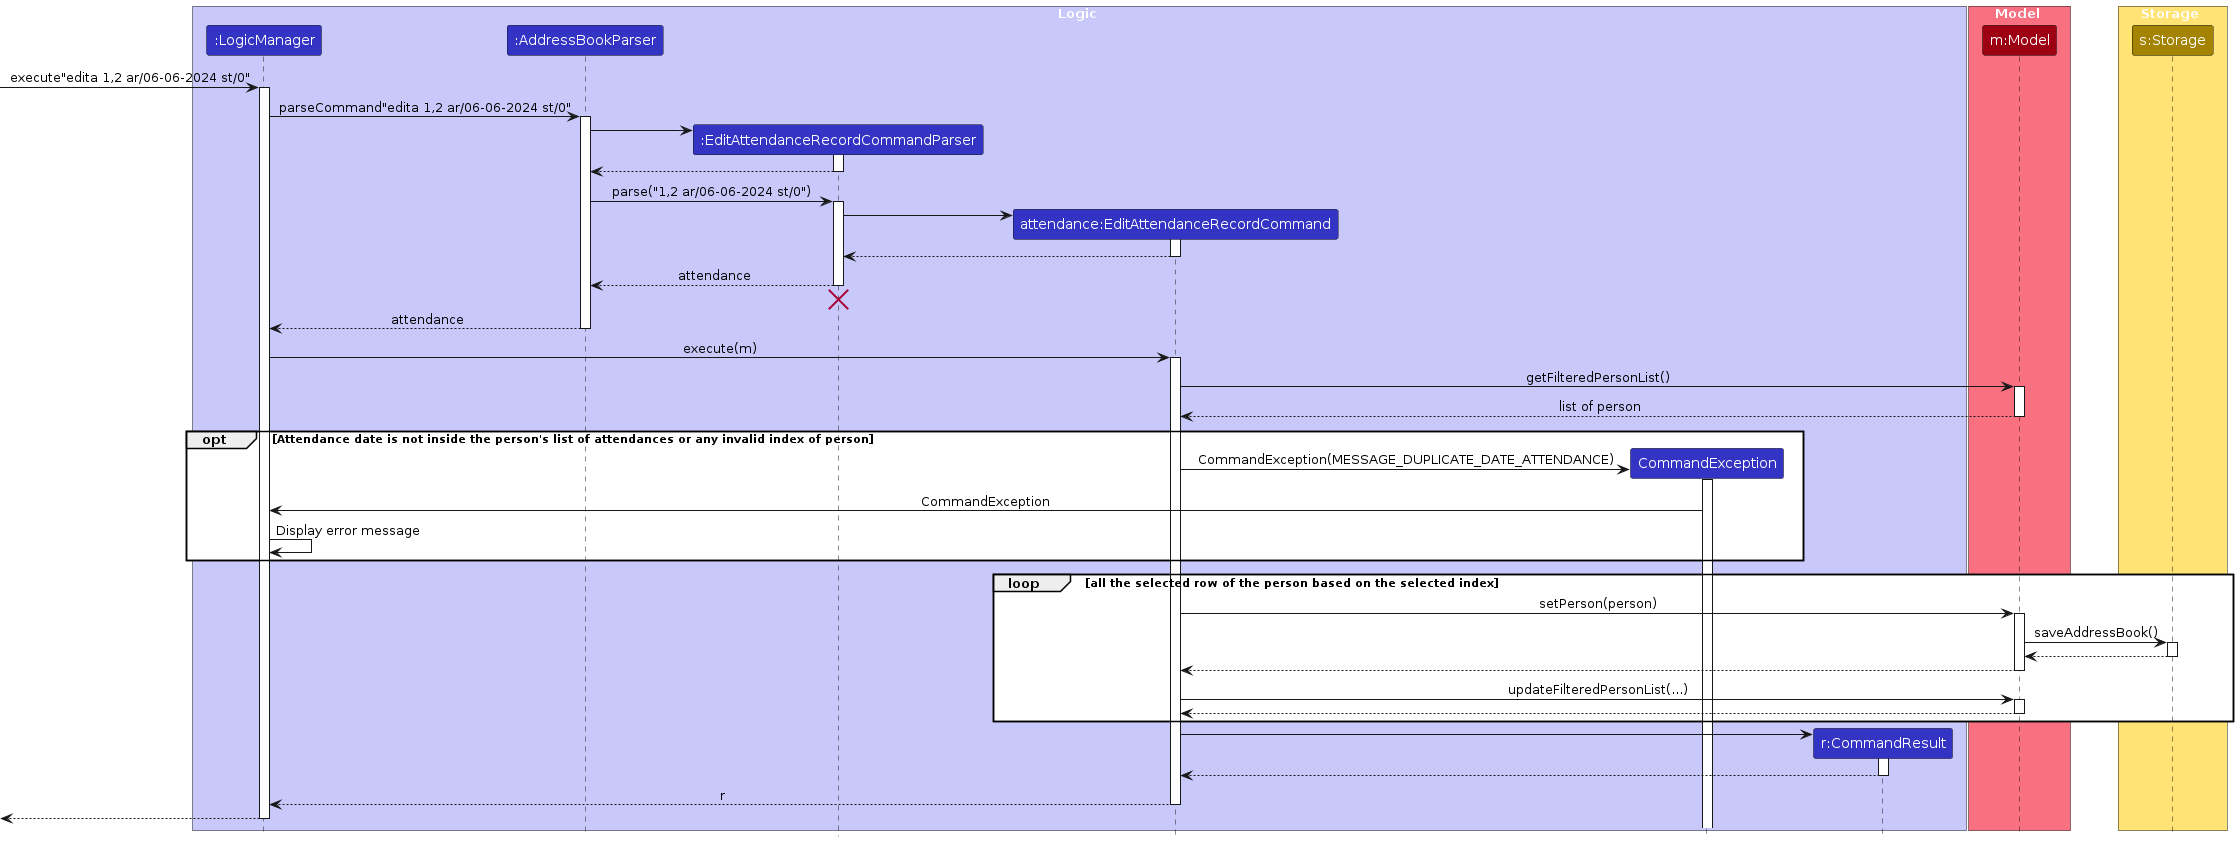 Logic
Model
Storage
:LogicManager
:AddressBookParser
m:Model
s:Storage
execute"edita 1,2 ar/06-06-2024 st/0"
parseCommand"edita 1,2 ar/06-06-2024 st/0"
:EditAttendanceRecordCommandParser
parse("1,2 ar/06-06-2024 st/0")
attendance:EditAttendanceRecordCommand
attendance
attendance
execute(m)
getFilteredPersonList()
list of person
opt
[Attendance date is not inside the person's list of attendances or any invalid index of person]
CommandException(MESSAGE_DUPLICATE_DATE_ATTENDANCE)
CommandException
CommandException
Display error message
loop
[all the selected row of the person based on the selected index]
setPerson(person)
saveAddressBook()
updateFilteredPersonList(...)
r:CommandResult
r